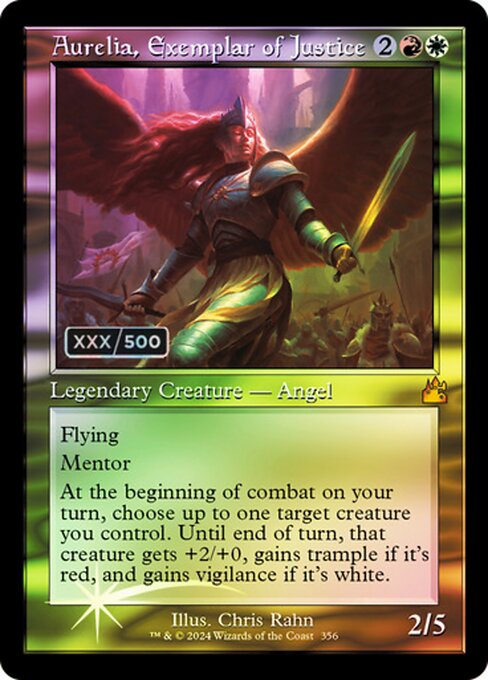 Aurelia, Exemplar of Justice 2
XXX/500
Legendary Creature — Angel
Flying
Mentor
At the beginning of combat on your
turn, choose up to one target creature
you control. Until end of turn, that
creature gets +2/+0, gains trample if it's
red, and gains vigilance if it's white.
Illus. Chris Rahn
™ & © 2024 Wizards of the Coast 356
2/5